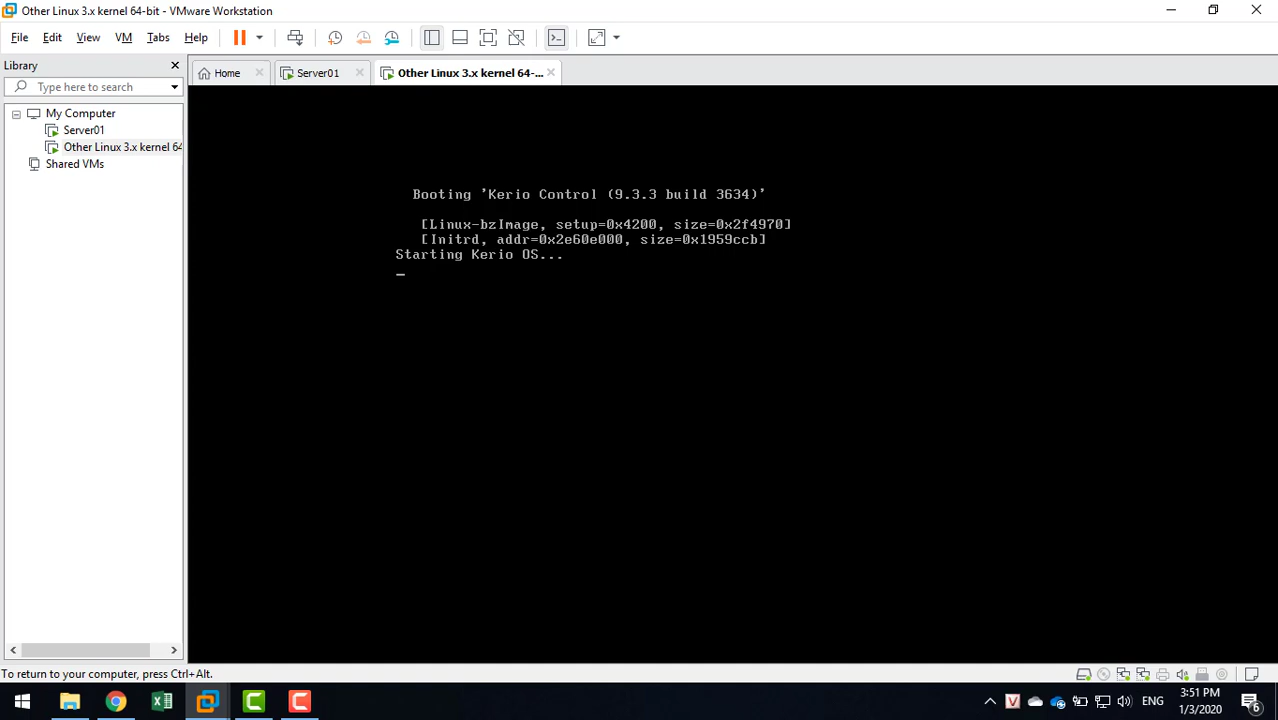 Other Linux 3.x kernel 64-bit - VMware Workstation
File Edit View VM Tabs Help
Library
Type here to search
My Computer
Server01
Other Linux 3.x kernel 64
Shared VMs
Home
Server01
Other Linux 3.x kernel 64-...
Booting 'Kerio Control (9.3.3 build 3634)'
[Linux-bzImage, setup=0x4200, size=0x2f4970]
[Initrd, addr=0x2e60e000, size=0x1959ccb]
Starting Kerio OS...
_
To return to your computer, press Ctrl+Alt.
ENG
3:51 PM
1/3/2020
6